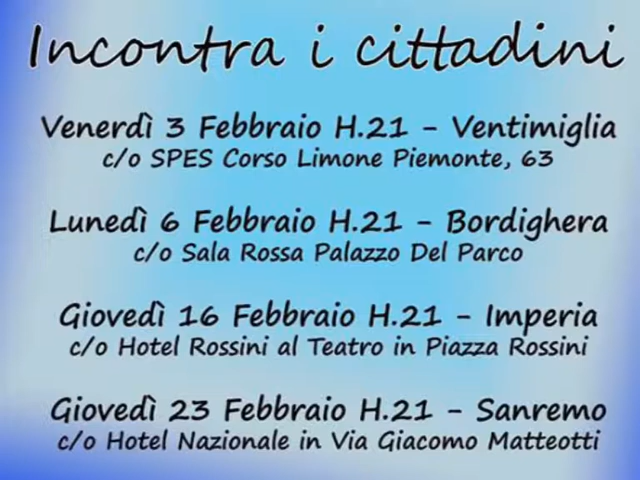 Incontra i cittadini
Venerdì 3 Febbraio H.21 - Ventimiglia
c/o SPES Corso Limone Piemonte, 63
Lunedì 6 Febbraio H.21 - Bordighera
c/o Sala Rossa Palazzo Del Parco
Giovedì 16 Febbraio H.21 - Imperia
c/o Hotel Rossini al Teatro in Piazza Rossini
Giovedì 23 Febbraio H.21 - Sanremo
c/o Hotel Nazionale in Via Giacomo Matteotti